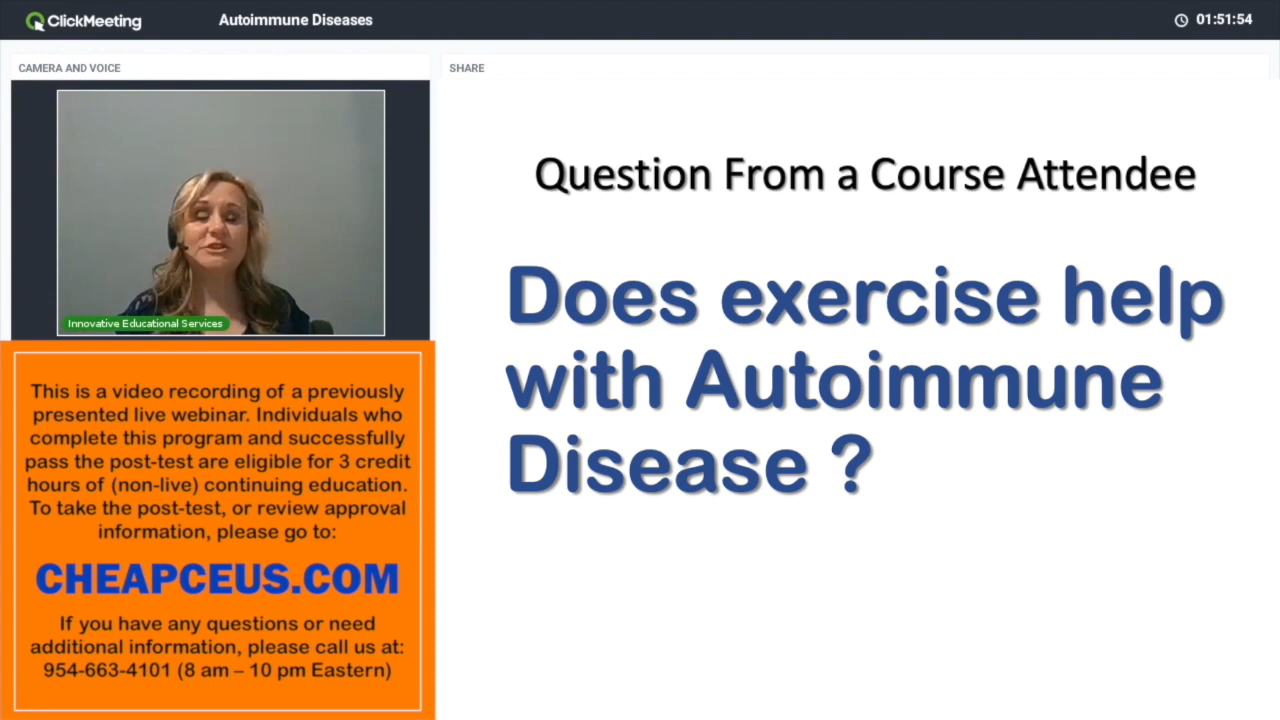 ClickMeeting
Autoimmune Diseases
01:51:54
CAMERA AND VOICE
SHARE
Innovative Educational Services
Question From a Course Attendee
Does exercise help
with Autoimmune
Disease ?
This is a video recording of a previously
presented live webinar. Individuals who
complete this program and successfully
pass the post-test are eligible for 3 credit
hours of (non-live) continuing education.
To take the post-test, or review approval
information, please go to:
CHEAPCEUS.COM
If you have any questions or need
additional information, please call us at:
954-663-4101 (8 am – 10 pm Eastern)